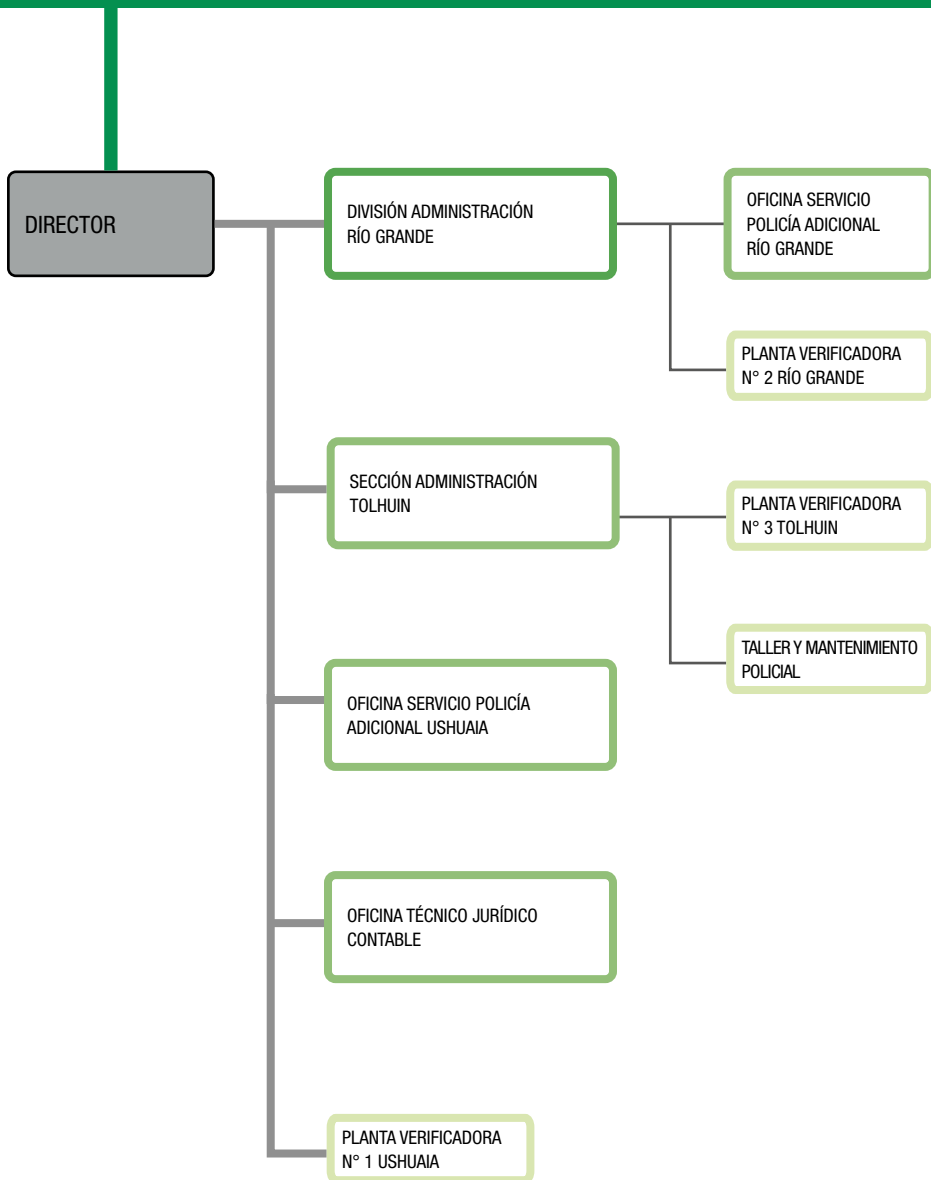 DIRECTOR
DIVISIÓN ADMINISTRACIÓN
RÍO GRANDE
OFICINA SERVICIO
POLICÍA ADICIONAL
RÍO GRANDE
PLANTA VERIFICADORA
N° 2 RÍO GRANDE
SECCIÓN ADMINISTRACIÓN
TOLHUIN
PLANTA VERIFICADORA
N° 3 TOLHUIN
TALLER Y MANTENIMIENTO
POLICIAL
OFICINA SERVICIO POLICÍA
ADICIONAL USHUAIA
OFICINA TÉCNICO JURÍDICO
CONTABLE
PLANTA VERIFICADORA
N° 1 USHUAIA